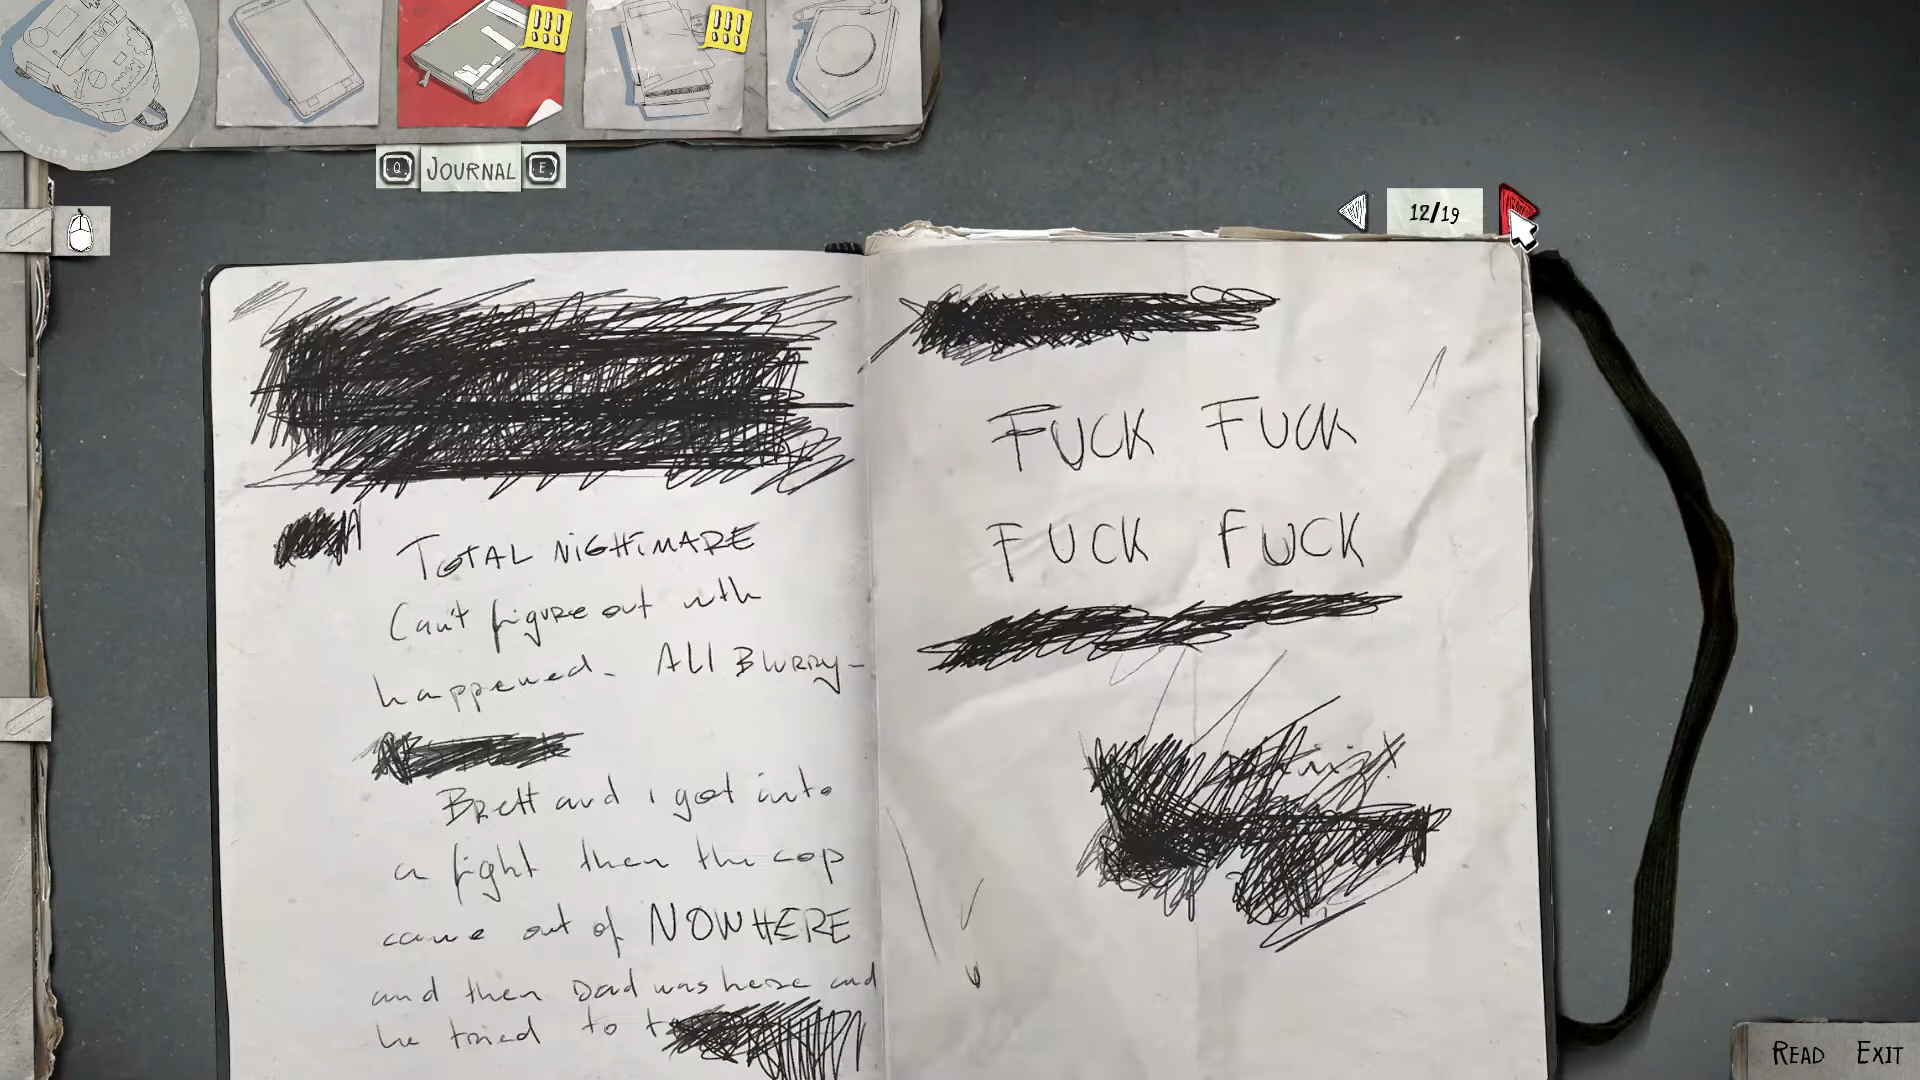 Q JOURNAL E
12/19
TOTAL NIGHTMARE
Can't figure out wth
happened. All BLURRY-
Brett and i got into
a fight then the cop
came out of NOWHERE
and then Dad was here and
he tried to
FUCK FUCK
FUCK FUCK
READ EXIT